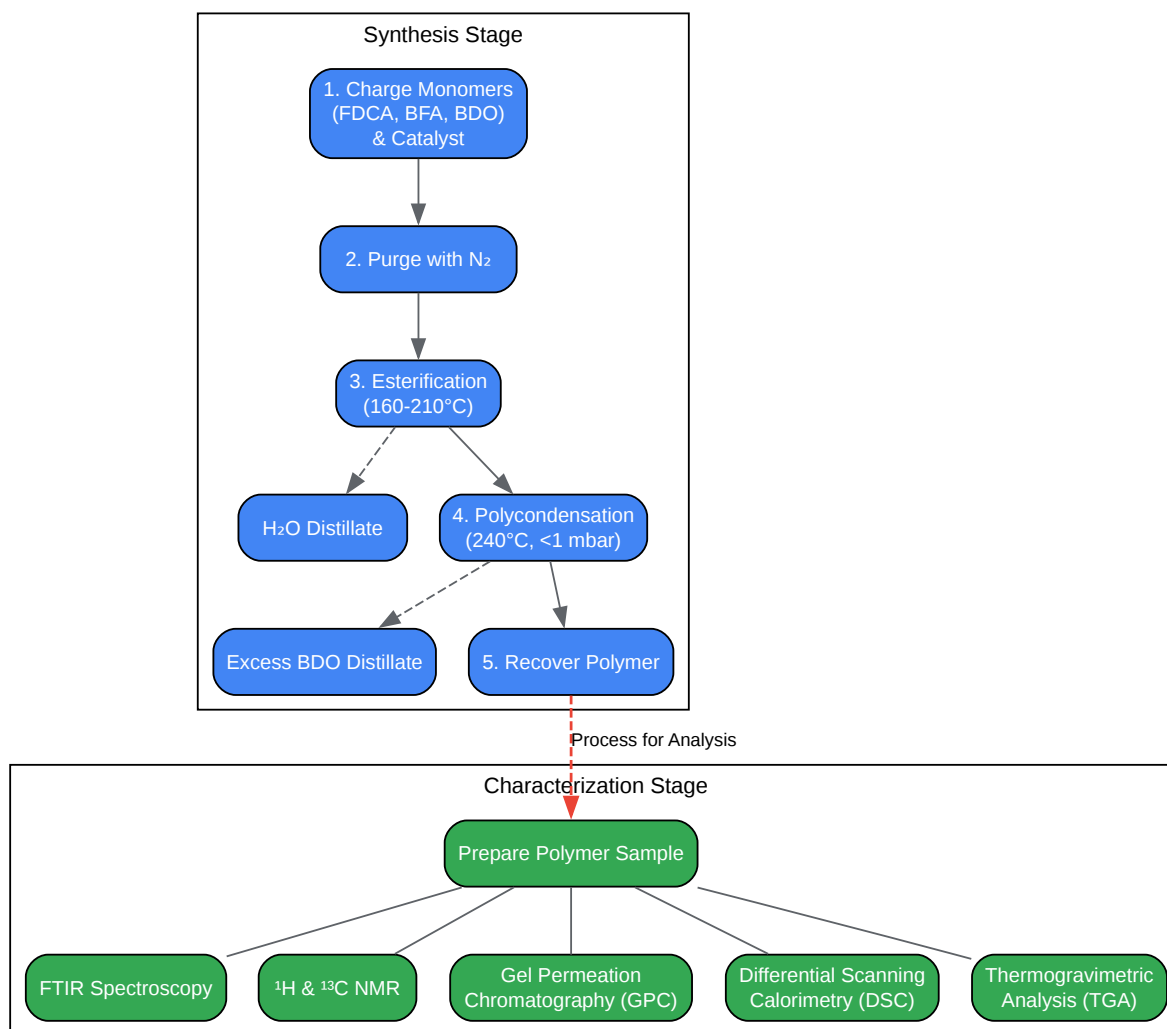 Synthesis Stage
1. Charge Monomers
(FDCA, BFA, BDO)
& Catalyst
2. Purge with N₂
3. Esterification
(160-210°C)
H₂O Distillate
4. Polycondensation
(240°C, <1 mbar)
Excess BDO Distillate
5. Recover Polymer
Process for Analysis
Characterization Stage
Prepare Polymer Sample
FTIR Spectroscopy
¹H & ¹³C NMR
Gel Permeation
Chromatography (GPC)
Differential Scanning
Calorimetry (DSC)
Thermogravimetric
Analysis (TGA)